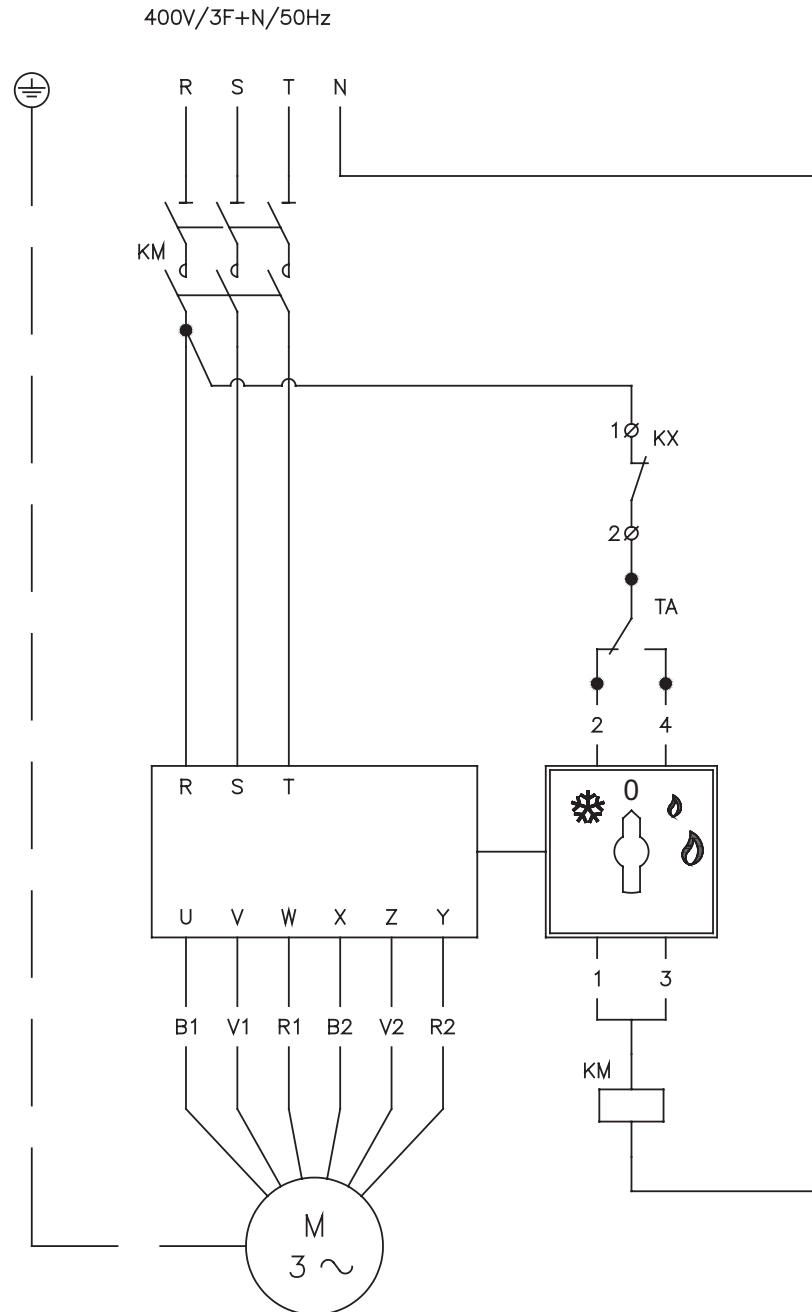 400V/3F+N/50Hz
R S T N
KM
1
KX
2
TA
2 4
R S T
0
U V W X Z Y
1 3
B1 V1 R1 B2 V2 R2
KM
M
3